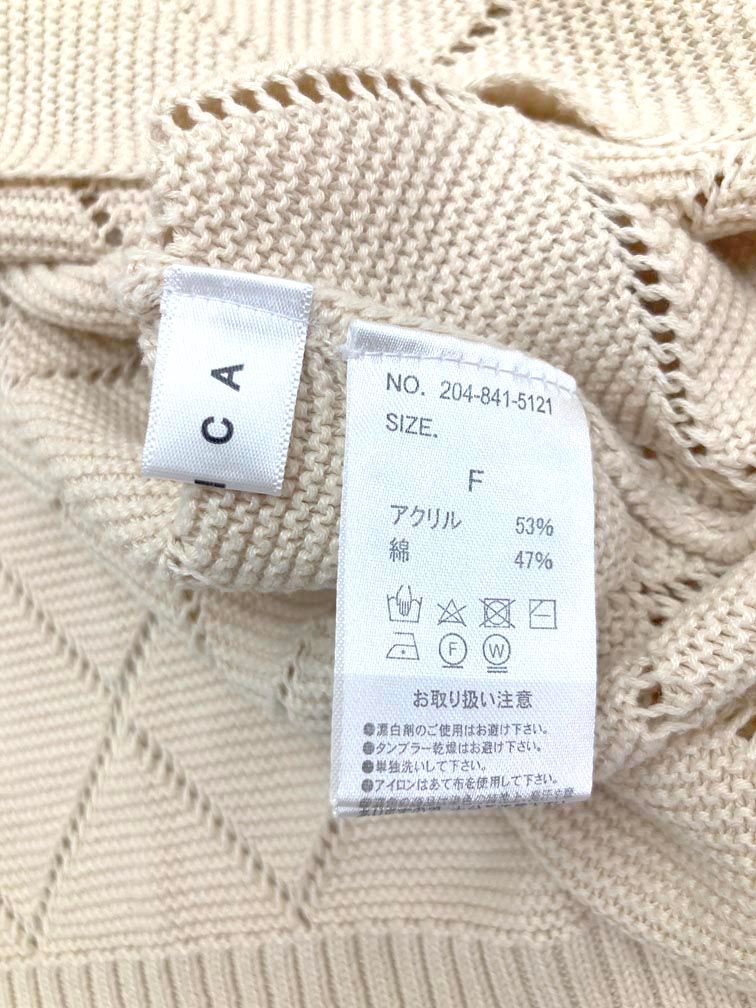 C A
NO. 204-841-5121
SIZE.
F
アクリル 53%
綿 47%
F W
お取り扱い注意
●漂白剤のご使用はお避け下さい。
●タンブラー乾燥はお避け下さい。
●単独洗いして下さい。
●アイロンはあて布を使用して下さい。